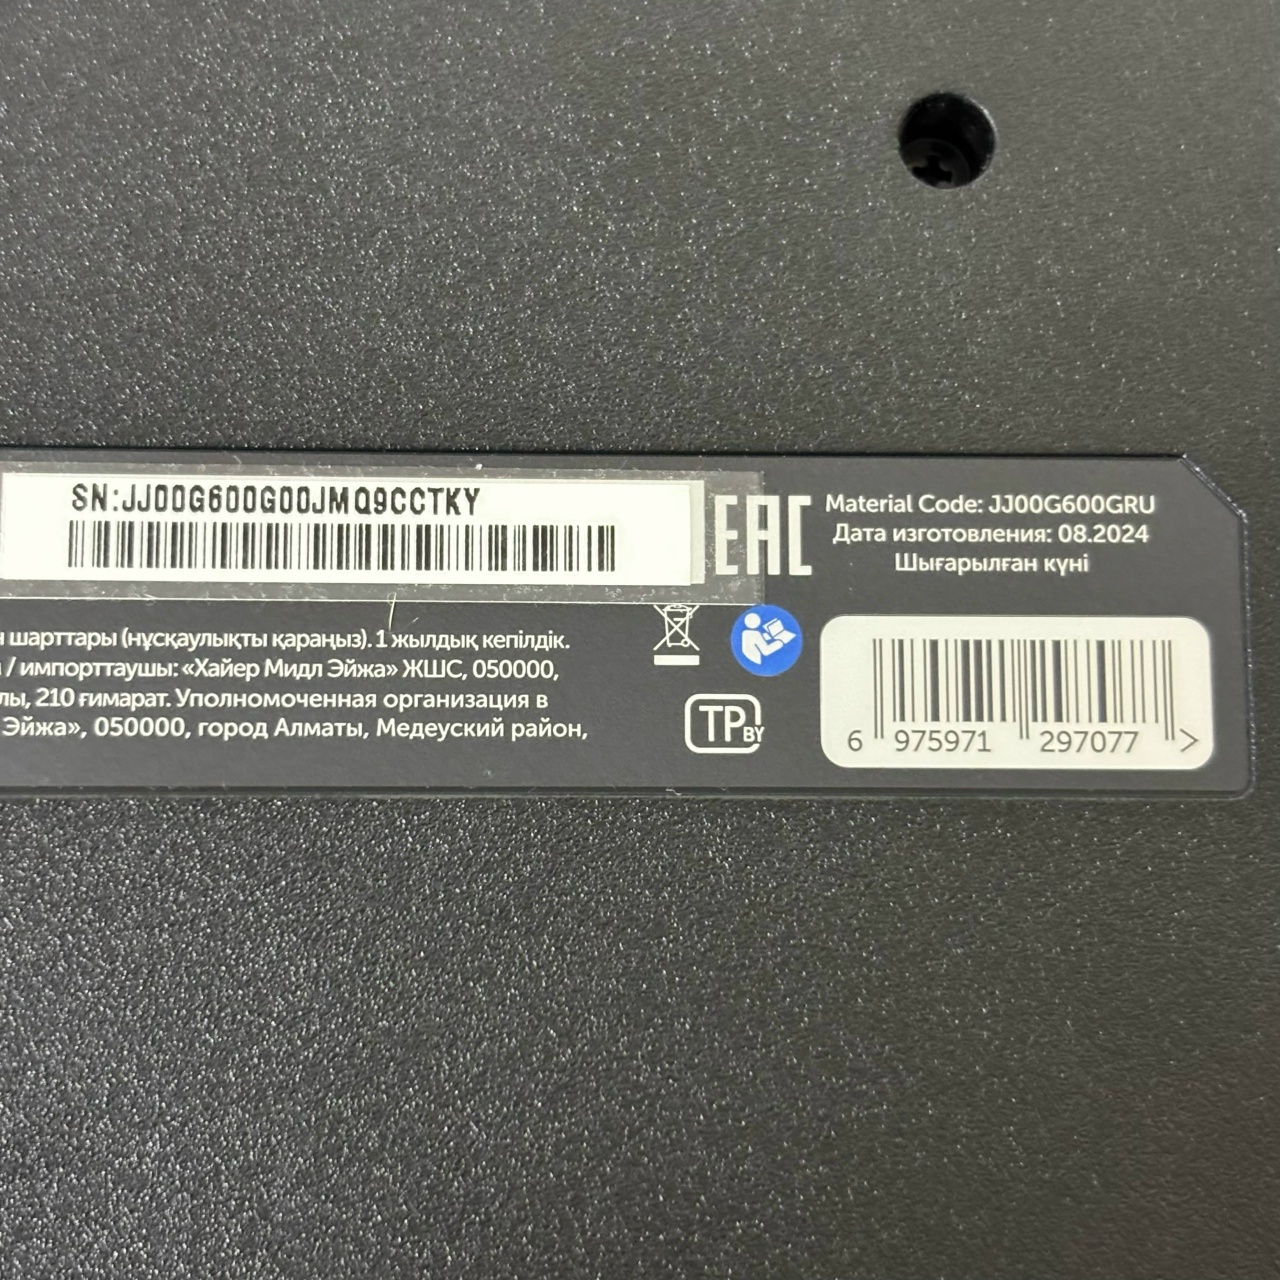 SN:JJ00G600G00JMQ9CCTKY
EAC
Material Code: JJ00G600GRU
Дата изготовления: 08.2024
Шығарылған күні
шарттары (нұсқаулықты қараңыз). 1 жылдық кепілдік.
/ импорттаушы: «Хайер Мидл Эйжа» ЖШС, 050000,
210 ғимарат. Уполномоченная организация в
Эйжа», 050000, город Алматы, Медеуский район,
TP BY
6 975971 297077 >